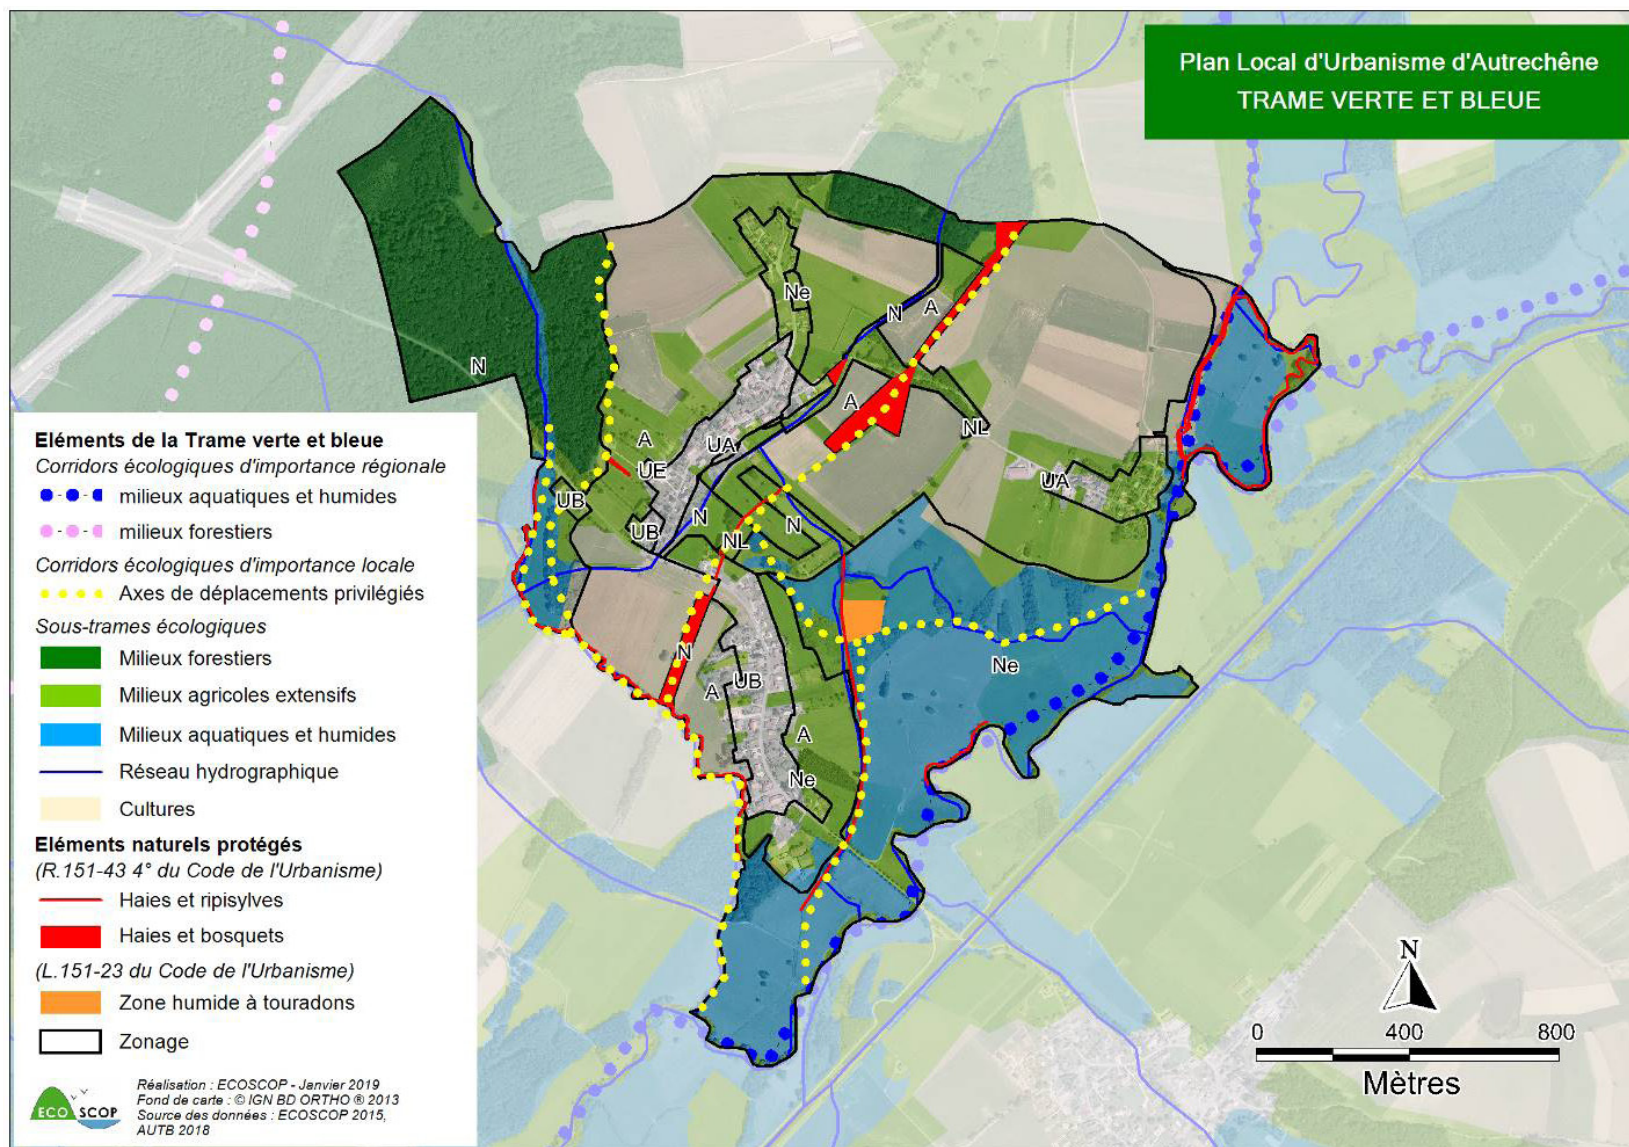 Plan Local d'Urbanisme d'Autrechêne
TRAME VERTE ET BLEUE
Ne
N
A
N
A
NL
A
UA
UE
UA
UB
UB
N
N
NL
N
Ne
UB
A
A
Ne
Eléments de la Trame verte et bleue
Corridors écologiques d'importance régionale
milieux aquatiques et humides
milieux forestiers
Corridors écologiques d'importance locale
Axes de déplacements privilégiés
Sous-trames écologiques
Milieux forestiers
Milieux agricoles extensifs
Milieux aquatiques et humides
Réseau hydrographique
Cultures
Eléments naturels protégés
(R.151-43 4° du Code de l'Urbanisme)
Haies et ripisylves
Haies et bosquets
(L.151-23 du Code de l'Urbanisme)
Zone humide à touradons
Zonage
ECO SCOP
Réalisation : ECOSCOP - Janvier 2019
Fond de carte : © IGN BD ORTHO ® 2013
Source des données : ECOSCOP 2015,
AUTB 2018
N
0 400 800
Mètres